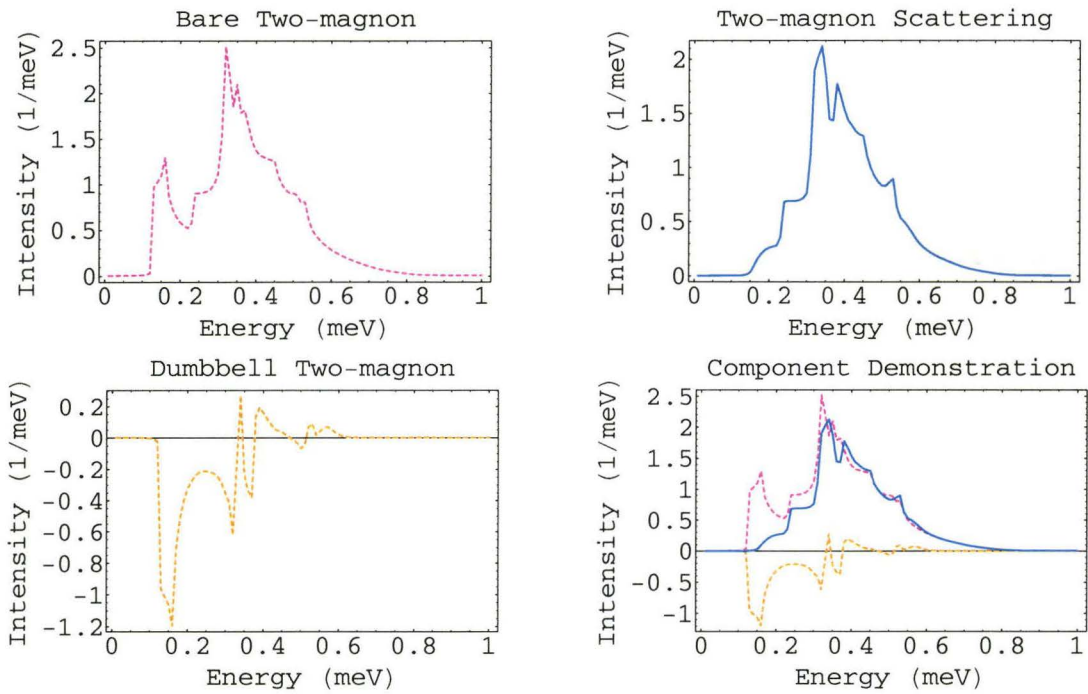 Bare Two-magnon
Intensity (1/meV)
2.5
2
1.5
1
0.5
0
0 0.2 0.4 0.6 0.8 1
Energy (meV)
Two-magnon Scattering
Intensity (1/meV)
2
1.5
1
0.5
0
0 0.2 0.4 0.6 0.8 1
Energy (meV)
Dumbbell Two-magnon
Intensity (1/meV)
0.2
0
-0.2
-0.4
-0.6
-0.8
-1
-1.2
0 0.2 0.4 0.6 0.8 1
Energy (meV)
Component Demonstration
Intensity (1/meV)
2.5
2
1.5
1
0.5
0
-0.5
-1
0 0.2 0.4 0.6 0.8 1
Energy (meV)